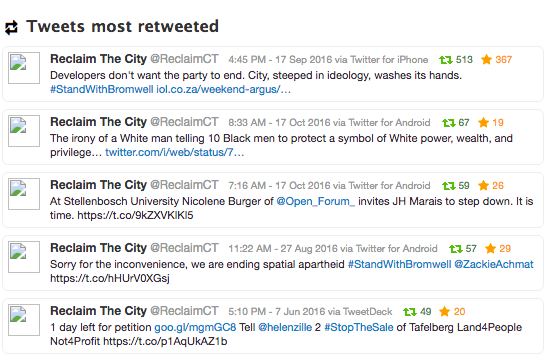 Tweets most retweeted
Reclaim The City @ReclaimCT 4:45 PM - 17 Sep 2016 via Twitter for iPhone 513 367
Developers don't want the party to end. City, steeped in ideology, washes its hands.
#StandWithBromwell iol.co.za/weekend-argus/…
Reclaim The City @ReclaimCT 8:33 AM - 17 Oct 2016 via Twitter for Android 67 19
The irony of a White man telling 10 Black men to protect a symbol of White power, wealth, and
privilege… twitter.com/i/web/status/7…
Reclaim The City @ReclaimCT 7:16 AM - 17 Oct 2016 via Twitter for Android 59 26
At Stellenbosch University Nicolene Burger of @Open_Forum_ invites JH Marais to step down. It is
time. https://t.co/9kZXVKIKl5
Reclaim The City @ReclaimCT 11:22 AM - 27 Aug 2016 via Twitter for Android 57 29
Sorry for the inconvenience, we are ending spatial apartheid #StandWithBromwell @ZackieAchmat
https://t.co/hHUrV0XGsj
Reclaim The City @ReclaimCT 5:10 PM - 7 Jun 2016 via TweetDeck 49 20
1 day left for petition goo.gl/mgmGC8 Tell @helenzille 2 #StopTheSale of Tafelberg Land4People
Not4Profit https://t.co/p1AqUkAZ1b